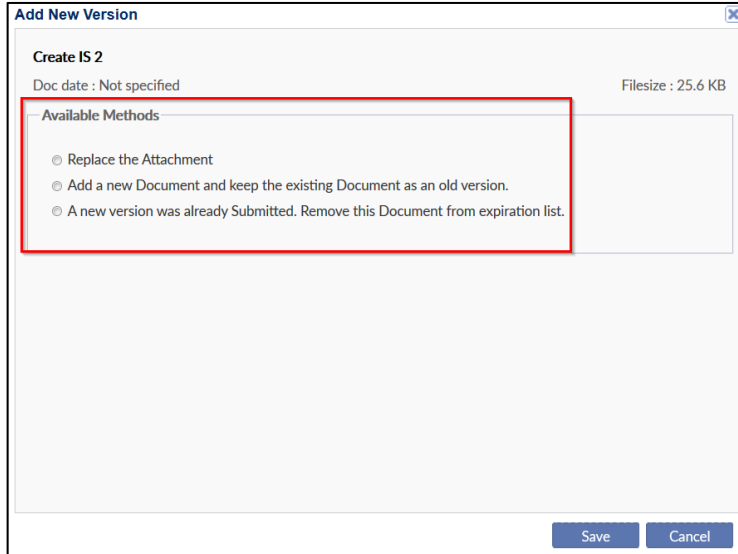 Add New Version
Create IS 2
Doc date : Not specified Filesize : 25.6 KB
Available Methods
Replace the Attachment
Add a new Document and keep the existing Document as an old version.
A new version was already Submitted. Remove this Document from expiration list.
Save Cancel